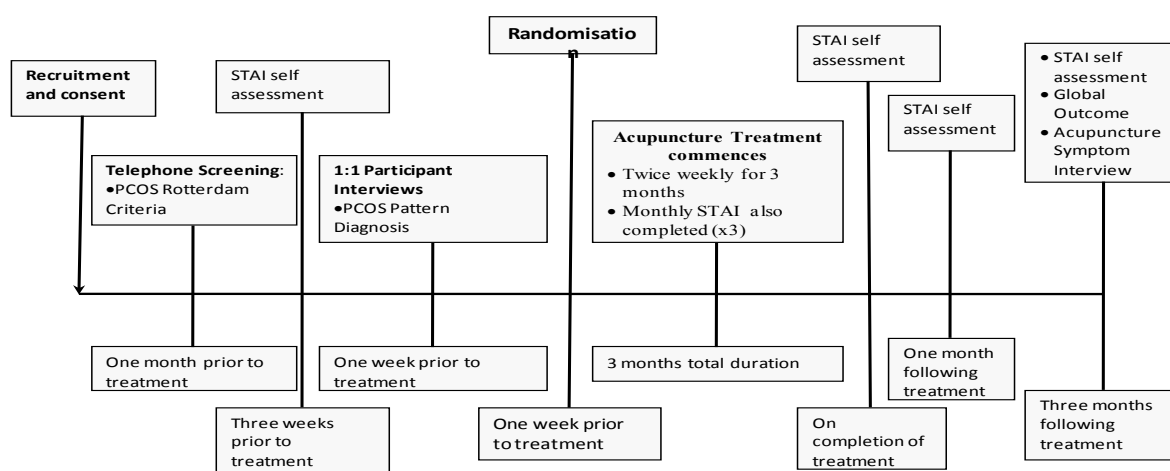 Recruitment
and consent
Telephone Screening:
•PCOS Rotterdam
Criteria
STAI self
assessment
1:1 Participant
Interviews
•PCOS Pattern
Diagnosis
Randomisatio
n
Acupuncture Treatment
commences
• Twice weekly for 3
months
• Monthly STAI also
completed (x3)
STAI self
assessment
STAI self
assessment
• STAI self
assessment
• Global
Outcome
• Acupuncture
Symptom
Interview
One month prior to
treatment
Three weeks
prior to
treatment
One week prior to
treatment
One week prior
to treatment
3 months total duration
On
completion of
treatment
One month
following
treatment
Three months
following
treatment